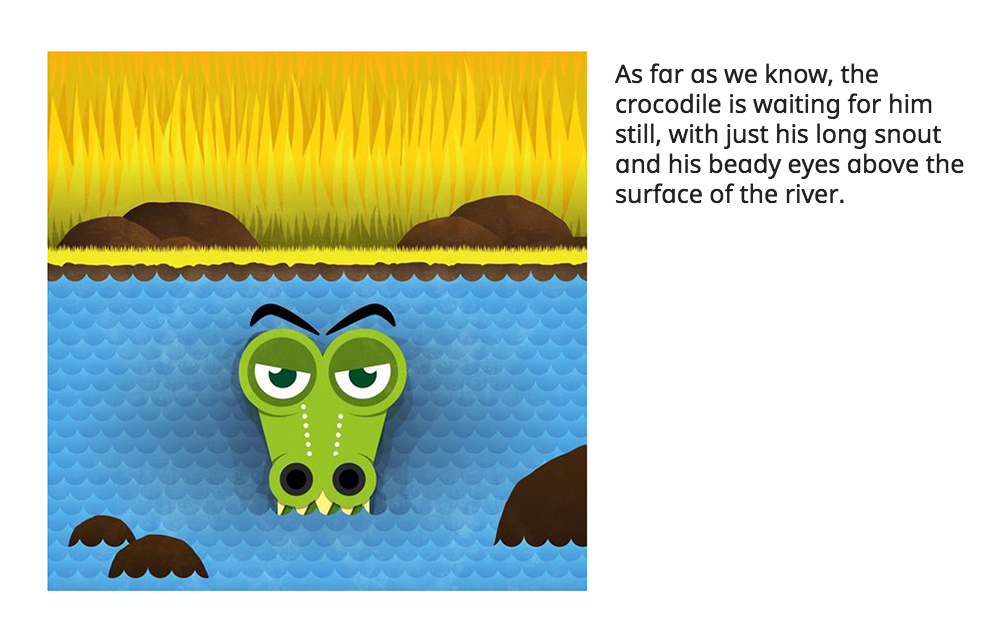 As far as we know, the
crocodile is waiting for him
still, with just his long snout
and his beady eyes above the
surface of the river.